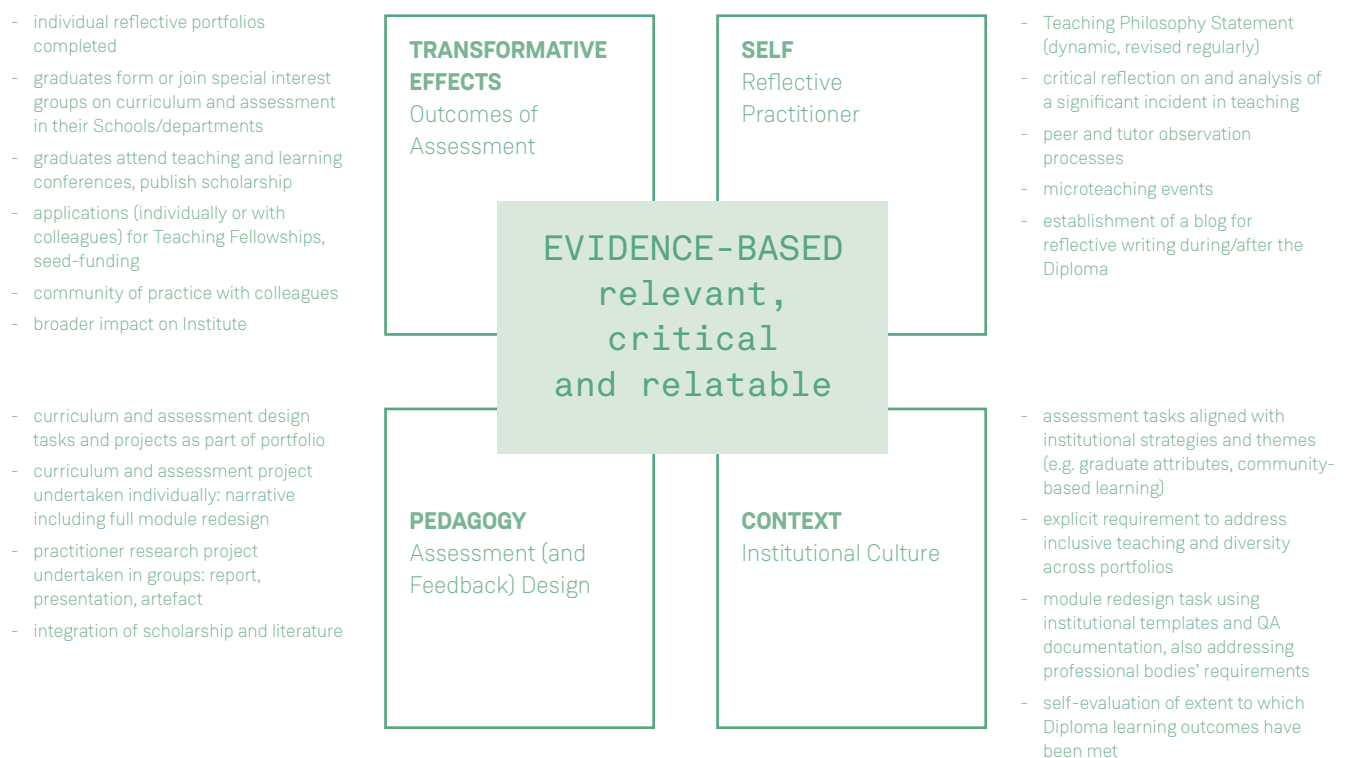 - individual reflective portfolios
completed
- graduates form or join special interest
groups on curriculum and assessment
in their Schools/departments
- graduates attend teaching and learning
conferences, publish scholarship
- applications (individually or with
colleagues) for Teaching Fellowships,
seed-funding
- community of practice with colleagues
- broader impact on Institute
TRANSFORMATIVE
EFFECTS
Outcomes of
Assessment
SELF
Reflective
Practitioner
- Teaching Philosophy Statement
(dynamic, revised regularly)
- critical reflection on and analysis of
a significant incident in teaching
- peer and tutor observation
processes
- microteaching events
- establishment of a blog for
reflective writing during/after the
Diploma
EVIDENCE-BASED
relevant,
critical
and relatable
- curriculum and assessment design
tasks and projects as part of portfolio
- curriculum and assessment project
undertaken individually: narrative
including full module redesign
- practitioner research project
undertaken in groups: report,
presentation, artefact
- integration of scholarship and literature
PEDAGOGY
Assessment (and
Feedback) Design
CONTEXT
Institutional Culture
- assessment tasks aligned with
institutional strategies and themes
(e.g. graduate attributes, community-
based learning)
- explicit requirement to address
inclusive teaching and diversity
across portfolios
- module redesign task using
institutional templates and QA
documentation, also addressing
professional bodies’ requirements
- self-evaluation of extent to which
Diploma learning outcomes have
been met